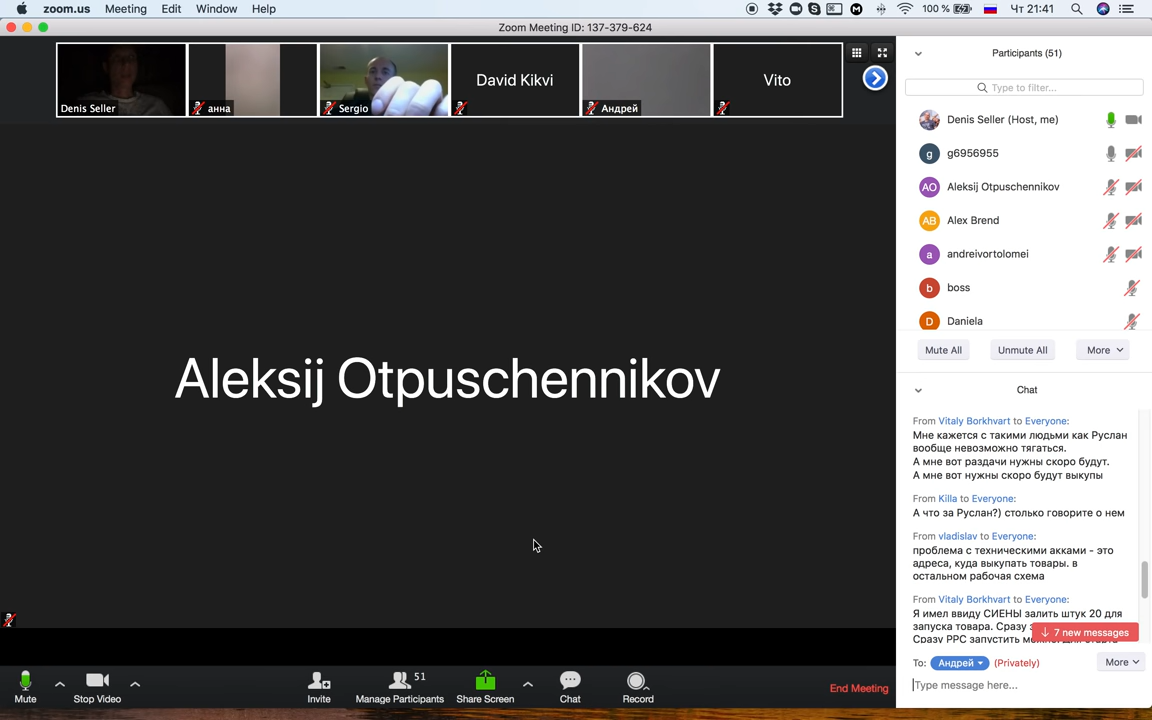 zoom.us Meeting Edit Window Help
100 % Чт 21:41
Zoom Meeting ID: 137-379-624
Denis Seller
анна
Sergio
David Kikvi
Андрей
Vito
Aleksij Otpuschennikov
Mute
Stop Video
Invite
51
Manage Participants
Share Screen
Chat
Record
End Meeting
Participants (51)
Type to filter...
Denis Seller (Host, me)
g g6956955
AO Aleksij Otpuschennikov
AB Alex Brend
a andreivortolomei
b boss
D Daniela
Mute All Unmute All More
Chat
From Vitaly Borkhvart to Everyone:
Мне кажется с такими людьми как Руслан
вообще невозможно тягаться.
А мне вот раздачи нужны скоро будут.
А мне вот нужны скоро будут выкупы
From Killa to Everyone:
А что за Руслан?) столько говорите о нем
From vladislav to Everyone:
проблема с техническими акками - это
адреса, куда выкупать товары. в
остальном рабочая схема
From Vitaly Borkhvart to Everyone:
Я имел ввиду СИЕНЫ залить штук 20 для
запуска товара. Сразу
Сразу PPC запустить
7 new messages
To: Андрей (Privately) More
Type message here...